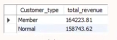 Customer_type total_revenue
Member 164223.81
Normal 158743.62